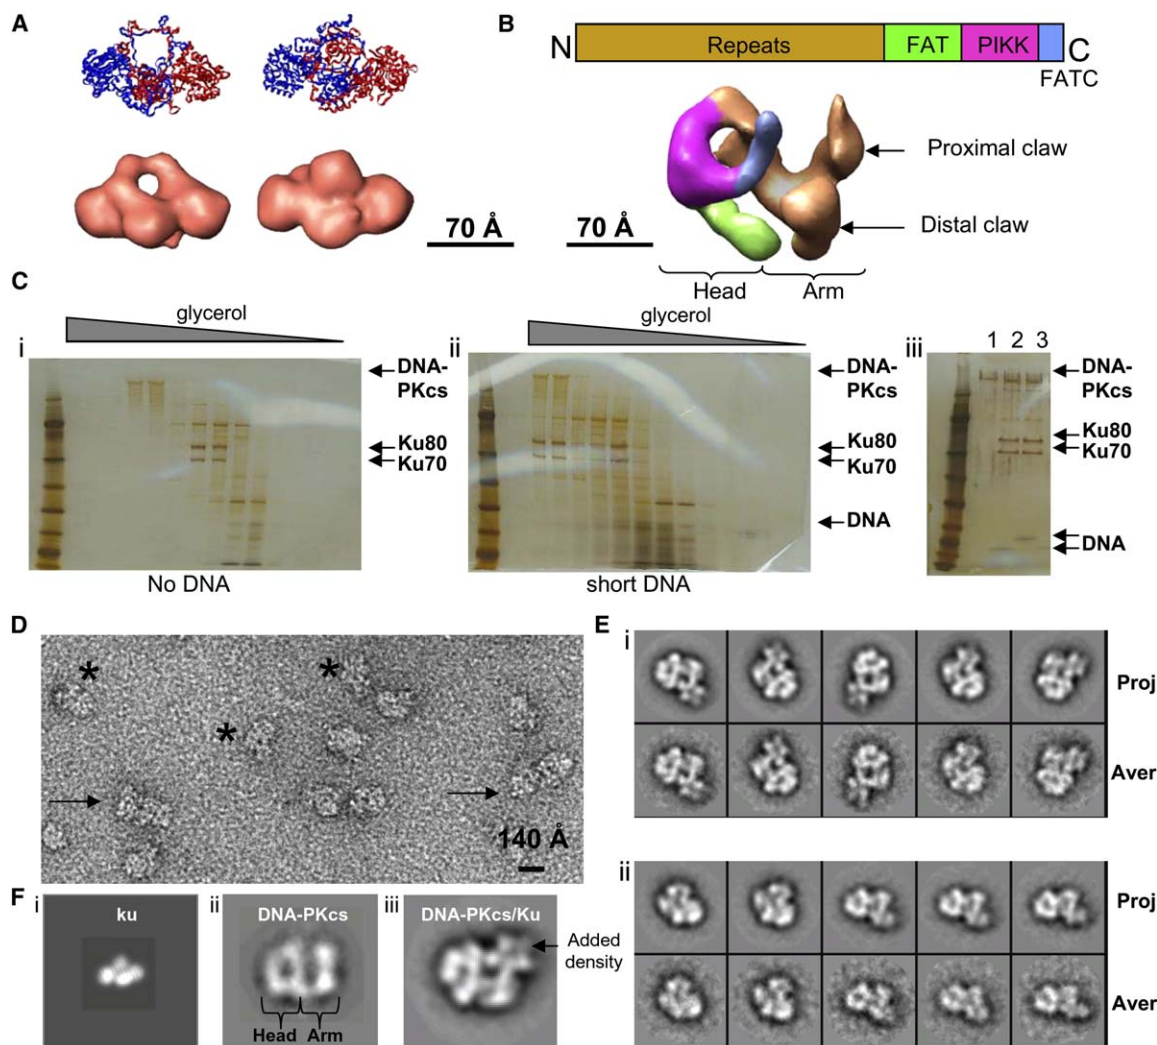 A
70 Å
B
N Repeats FAT PIKK C
FATC
70 Å
Proximal claw
Distal claw
Head Arm
C
i
glycerol
DNA-
PKcs
Ku80
Ku70
No DNA
ii
glycerol
DNA-
PKcs
Ku80
Ku70
DNA
short DNA
iii
1 2 3
DNA-
PKcs
Ku80
Ku70
DNA
D
* *
*
140 Å
E
i
Proj
Aver
ii
Proj
Aver
F
i
ku
ii
DNA-PKcs
Head Arm
iii
DNA-PKcs/Ku
Added
density